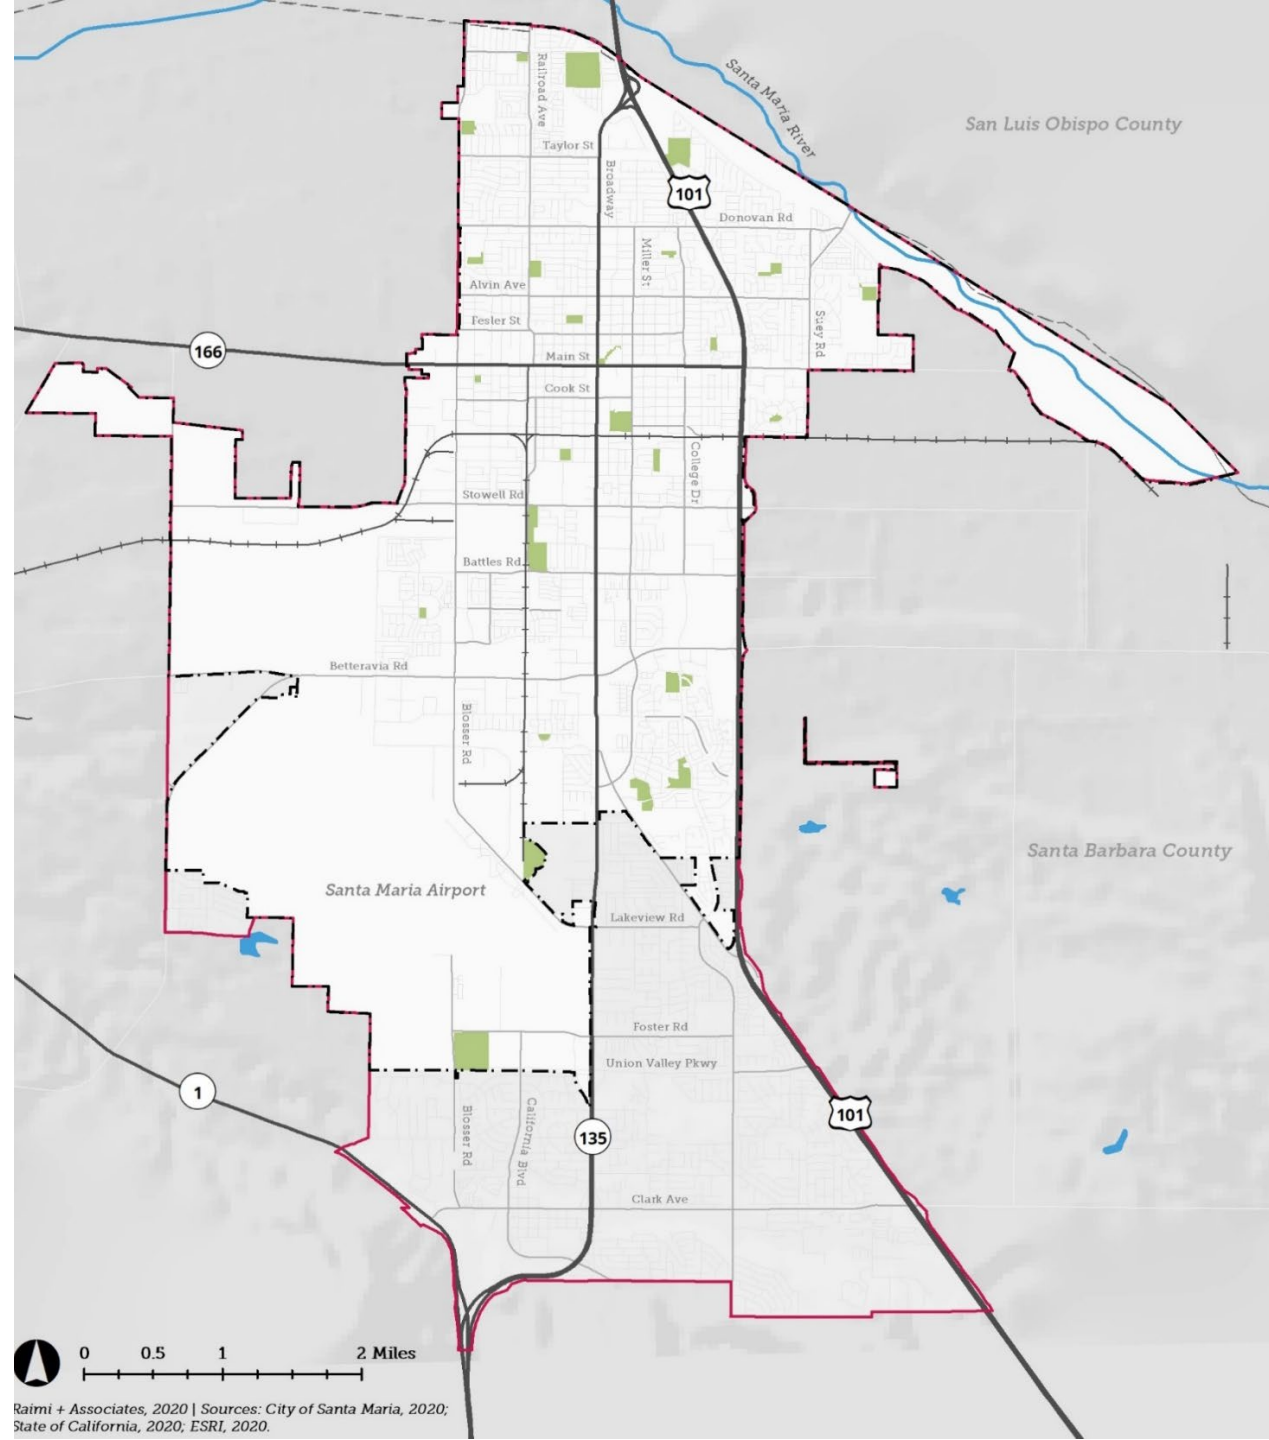 Santa Maria River
San Luis Obispo County
Railroad Ave
Taylor St
Broadway
101
Donovan Rd
Miller St
Alvin Ave
Fesler St
Suey Rd
166
Main St
Cook St
College Dr
Stowell Rd
Battles Rd
Betteravia Rd
Blosser Rd
Santa Barbara County
Santa Maria Airport
Lakeview Rd
Foster Rd
Union Valley Pkwy
1
101
Blosser Rd
California Blvd
135
Clark Ave
0 0.5 1 2 Miles
Raimi + Associates, 2020 | Sources: City of Santa Maria, 2020;
State of California, 2020; ESRI, 2020.